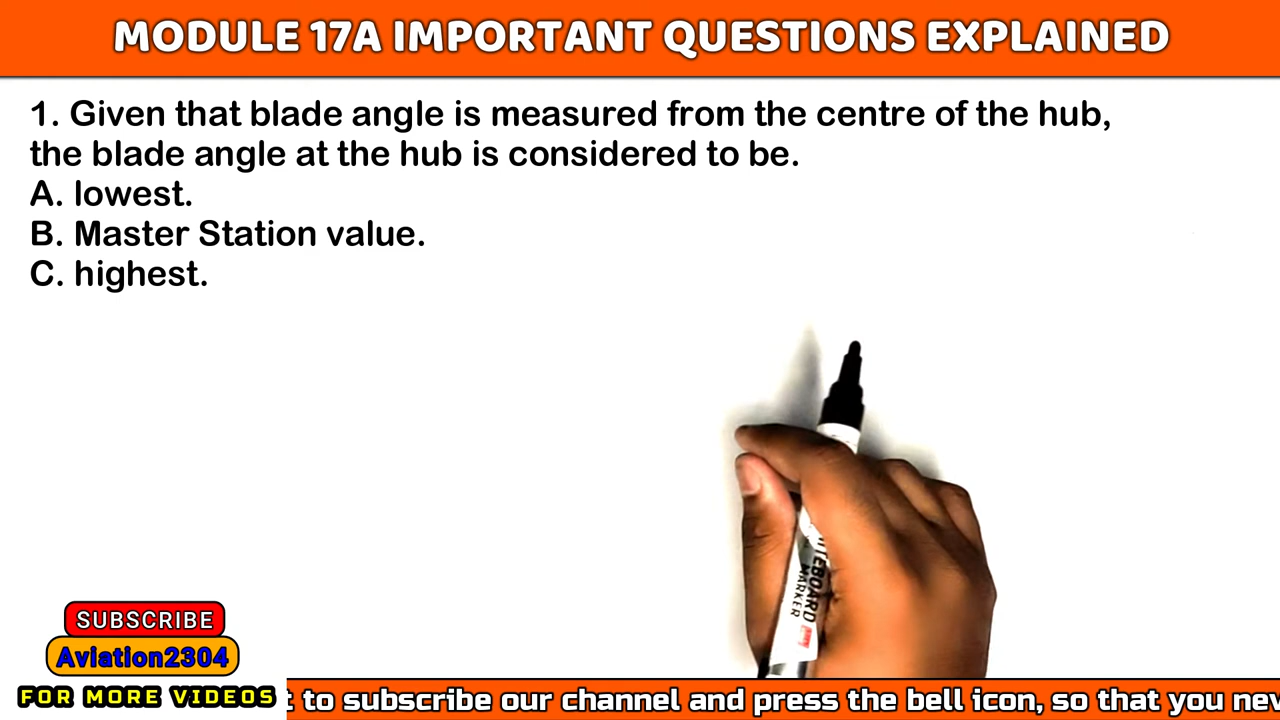 MODULE 17A IMPORTANT QUESTIONS EXPLAINED
1. Given that blade angle is measured from the centre of the hub,
the blade angle at the hub is considered to be.
A. lowest.
B. Master Station value.
C. highest.
WHITEBOARD
MARKER
SUBSCRIBE
Aviation2304
FOR MORE VIDEOS
to subscribe our channel and press the bell icon, so that you